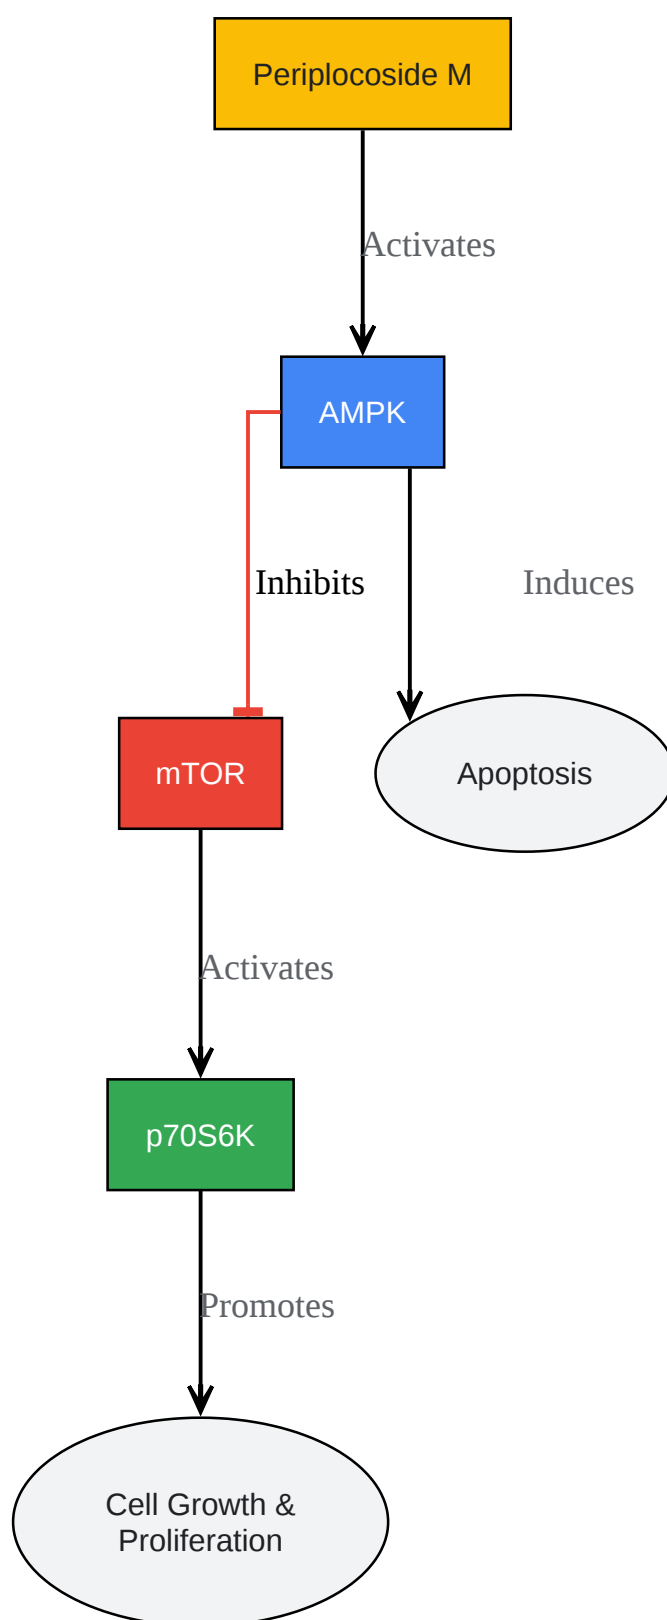 Periplocoside M
Activates
AMPK
Inhibits
Induces
mTOR
Apoptosis
Activates
p70S6K
Promotes
Cell Growth &
Proliferation